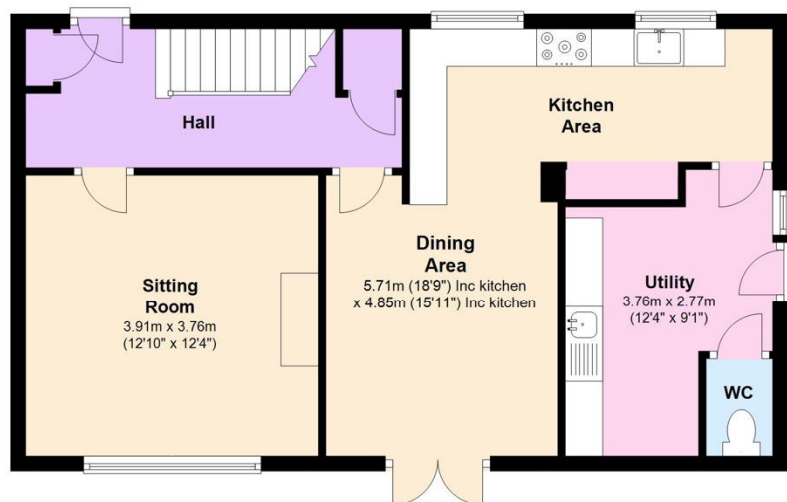 Hall
Kitchen
Area
Sitting
Room
3.91m x 3.76m
(12'10" x 12'4")
Dining
Area
5.71m (18'9") Inc kitchen
x 4.85m (15'11") Inc kitchen
Utility
3.76m x 2.77m
(12'4" x 9'1")
WC